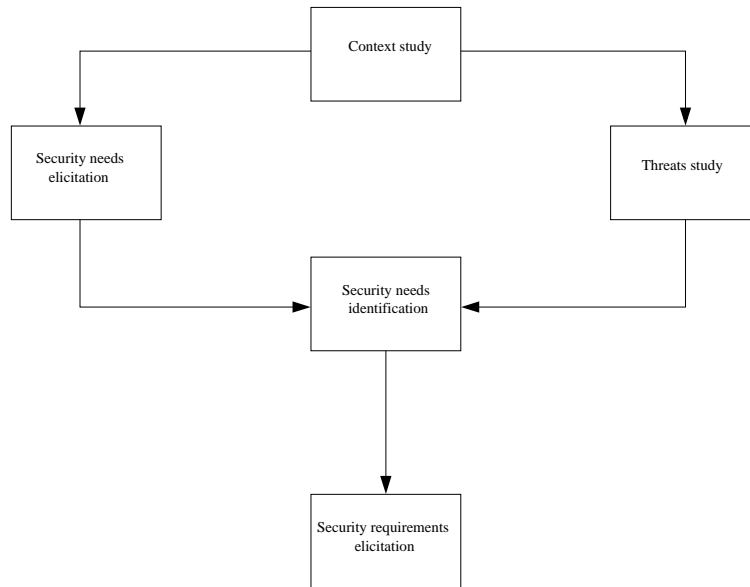 Context study
Security needs
elicitation
Threats study
Security needs
identification
Security requirements
elicitation